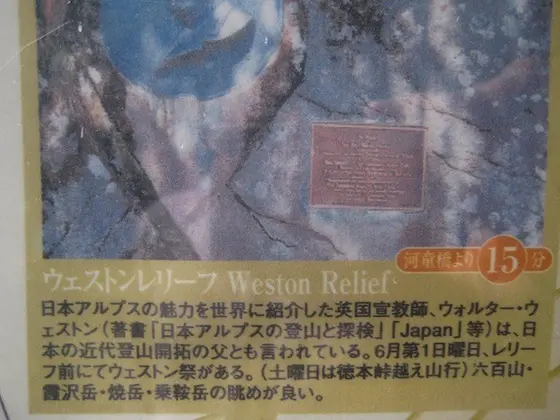 河童橋より 15 分
ウェストンレリーフ Weston Relief
日本アルプスの魅力を世界に紹介した英国宣教師、ウォルター・ウ
ェストン(著書「日本アルプスの登山と探検」「Japan」等)は、日
本の近代登山開拓の父とも言われている。6月第1日曜日、レリー
フ前にてウェストン祭がある。(土曜日は徳本峠越え山行)六百山・
霞沢岳・焼岳・乗鞍岳の眺めが良い。